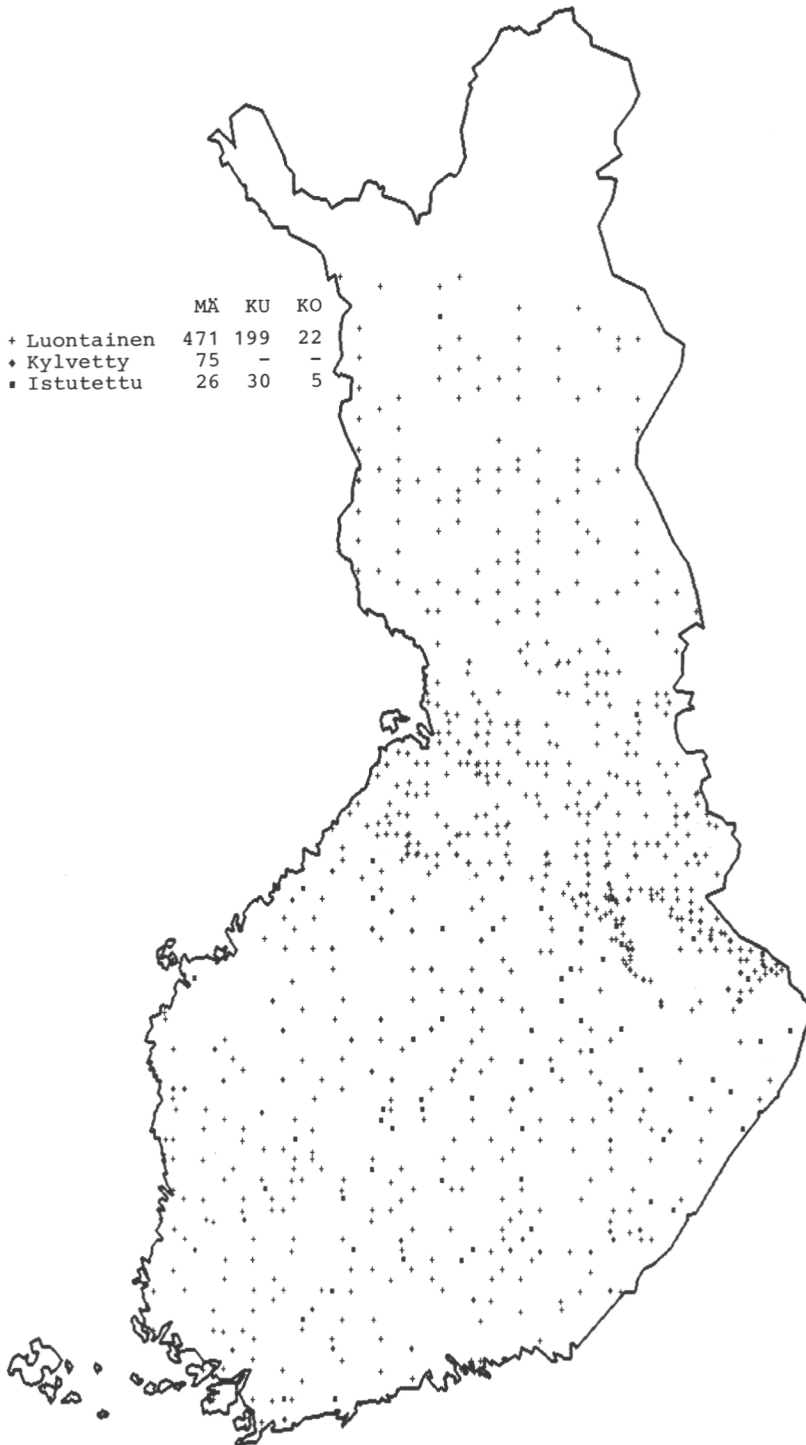 MÄ KU KO
+ Luontainen 471 199 22
♦ Kylvetty 75 - -
▪ Istutettu 26 30 5